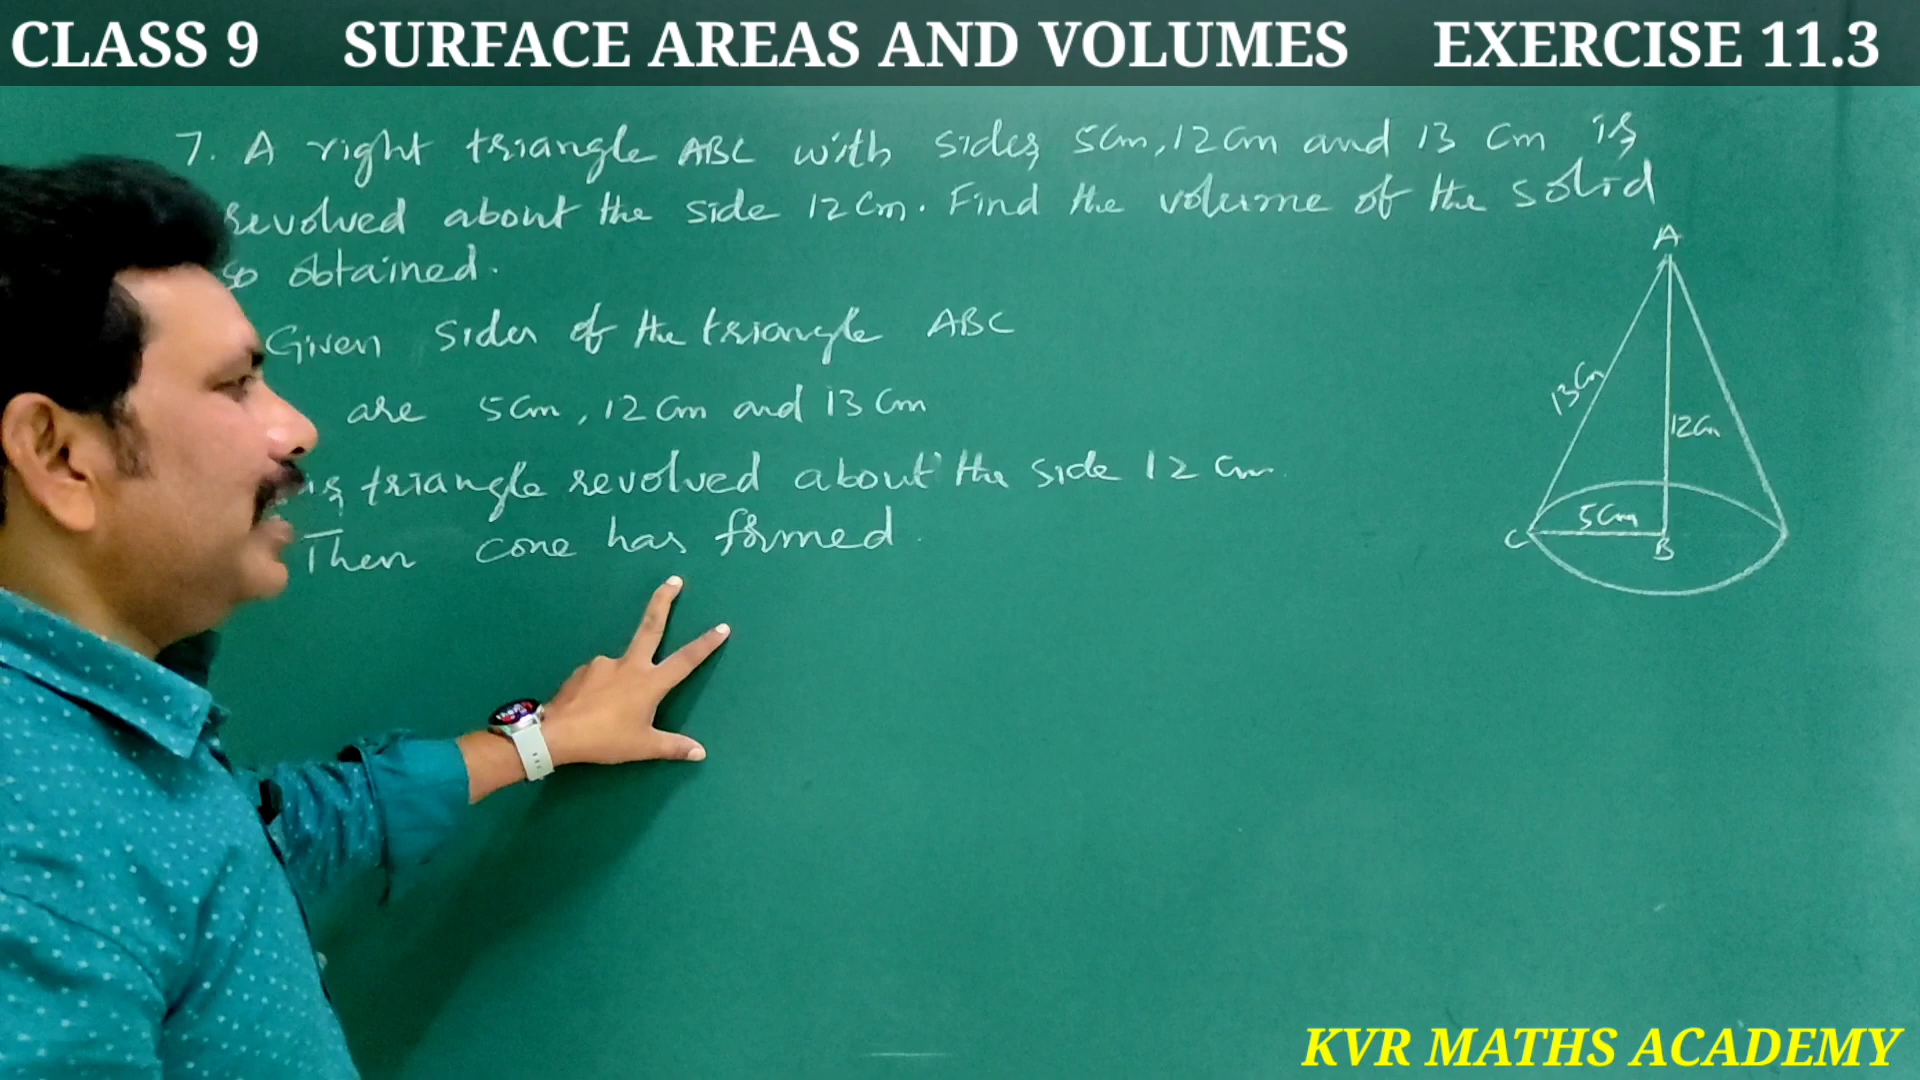 CLASS 9 SURFACE AREAS AND VOLUMES EXERCISE 11.3
7. A right triangle ABC with sides 5cm, 12cm and 13 cm is
revolved about the side 12cm. Find the volume of the solid
so obtained.
Given sides of the triangle ABC
are 5cm, 12cm and 13cm
triangle revolved about the side 12 cm.
Then cone has formed.
A
13cm
12cm
5cm
C
B
KVR MATHS ACADEMY